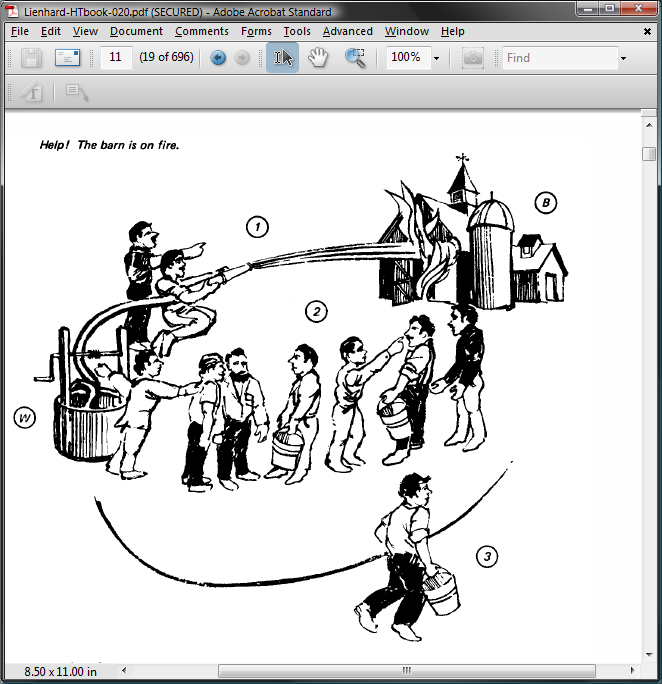 Lienhard-HTbook-020.pdf (SECURED) - Adobe Acrobat Standard
File Edit View Document Comments Forms Tools Advanced Window Help
11 (19 of 696) 100% Find
Help! The barn is on fire.
B
1
2
W
3
8.50 x 11.00 in